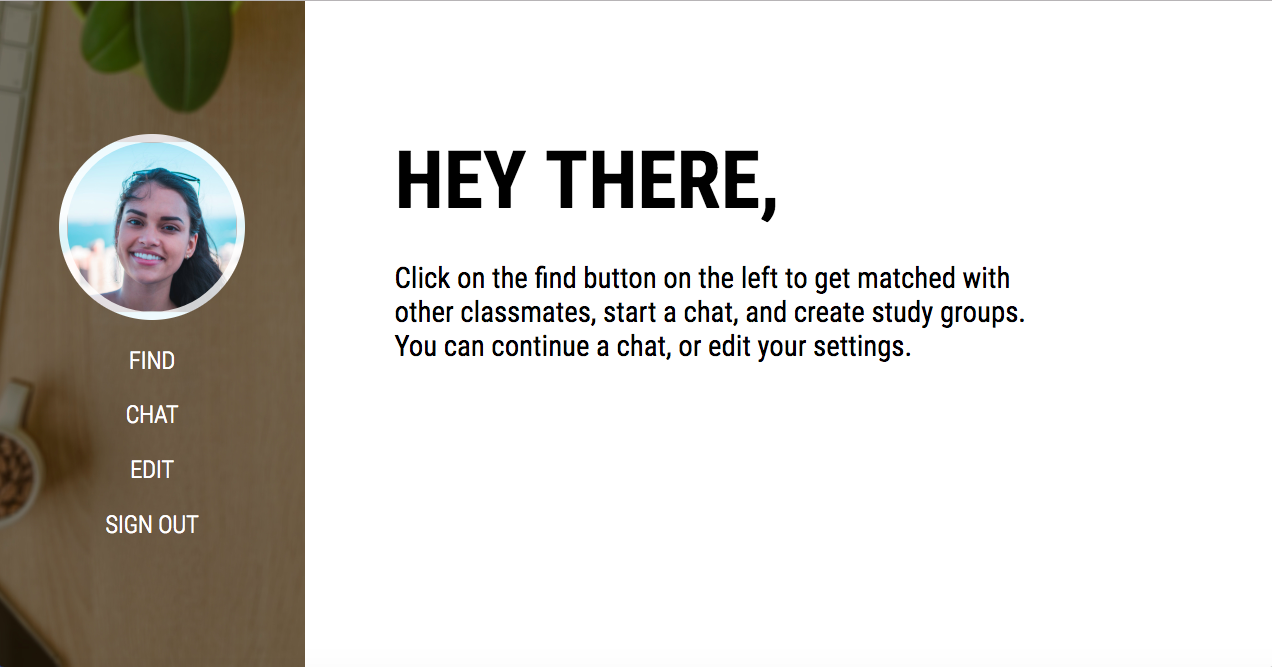 HEY THERE,
Click on the find button on the left to get matched with
other classmates, start a chat, and create study groups.
You can continue a chat, or edit your settings.
FIND
CHAT
EDIT
SIGN OUT